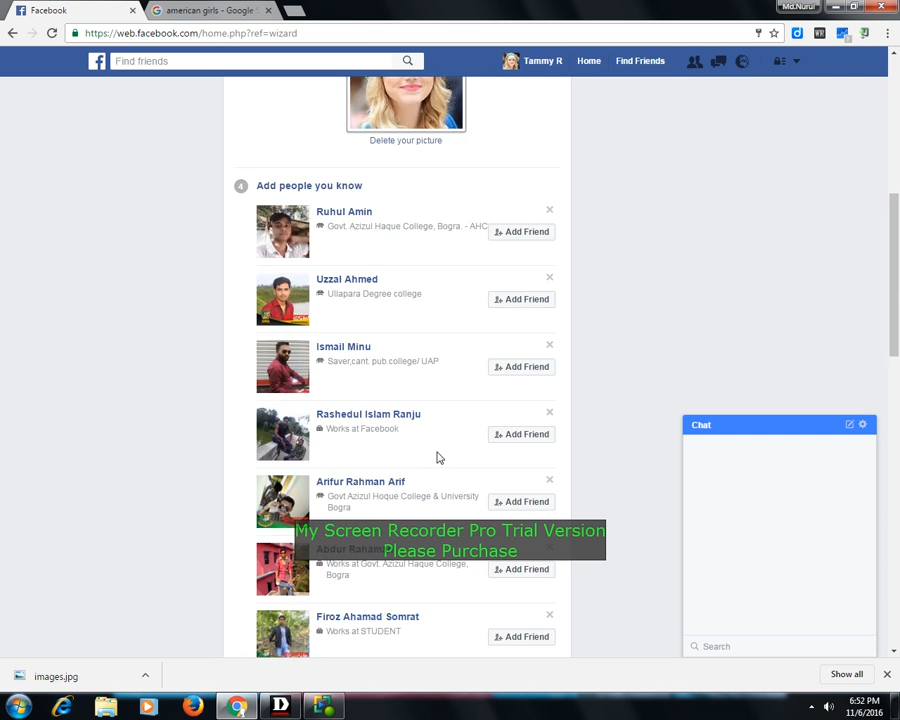 Facebook
american girls - Google S
Md.Nurul
https://web.facebook.com/home.php?ref=wizard
Find friends
Tammy R
Home
Find Friends
Delete your picture
4 Add people you know
Ruhul Amin
Govt. Azizul Haque College, Bogra. - AHC
Add Friend
Uzzal Ahmed
Ullapara Degree college
Add Friend
Ismail Minu
Saver,cant. pub.college/ UAP
Add Friend
Rashedul Islam Ranju
Works at Facebook
Add Friend
Chat
Arifur Rahman Arif
Govt Azizul Hoque College & University
Bogra
Add Friend
My Screen Recorder Pro Trial Version
Please Purchase
Abdur Raham
Works at Govt. Azizul Haque College,
Bogra
Add Friend
Firoz Ahamad Somrat
Works at STUDENT
Add Friend
Search
images.jpg
Show all
6:52 PM
11/6/2016